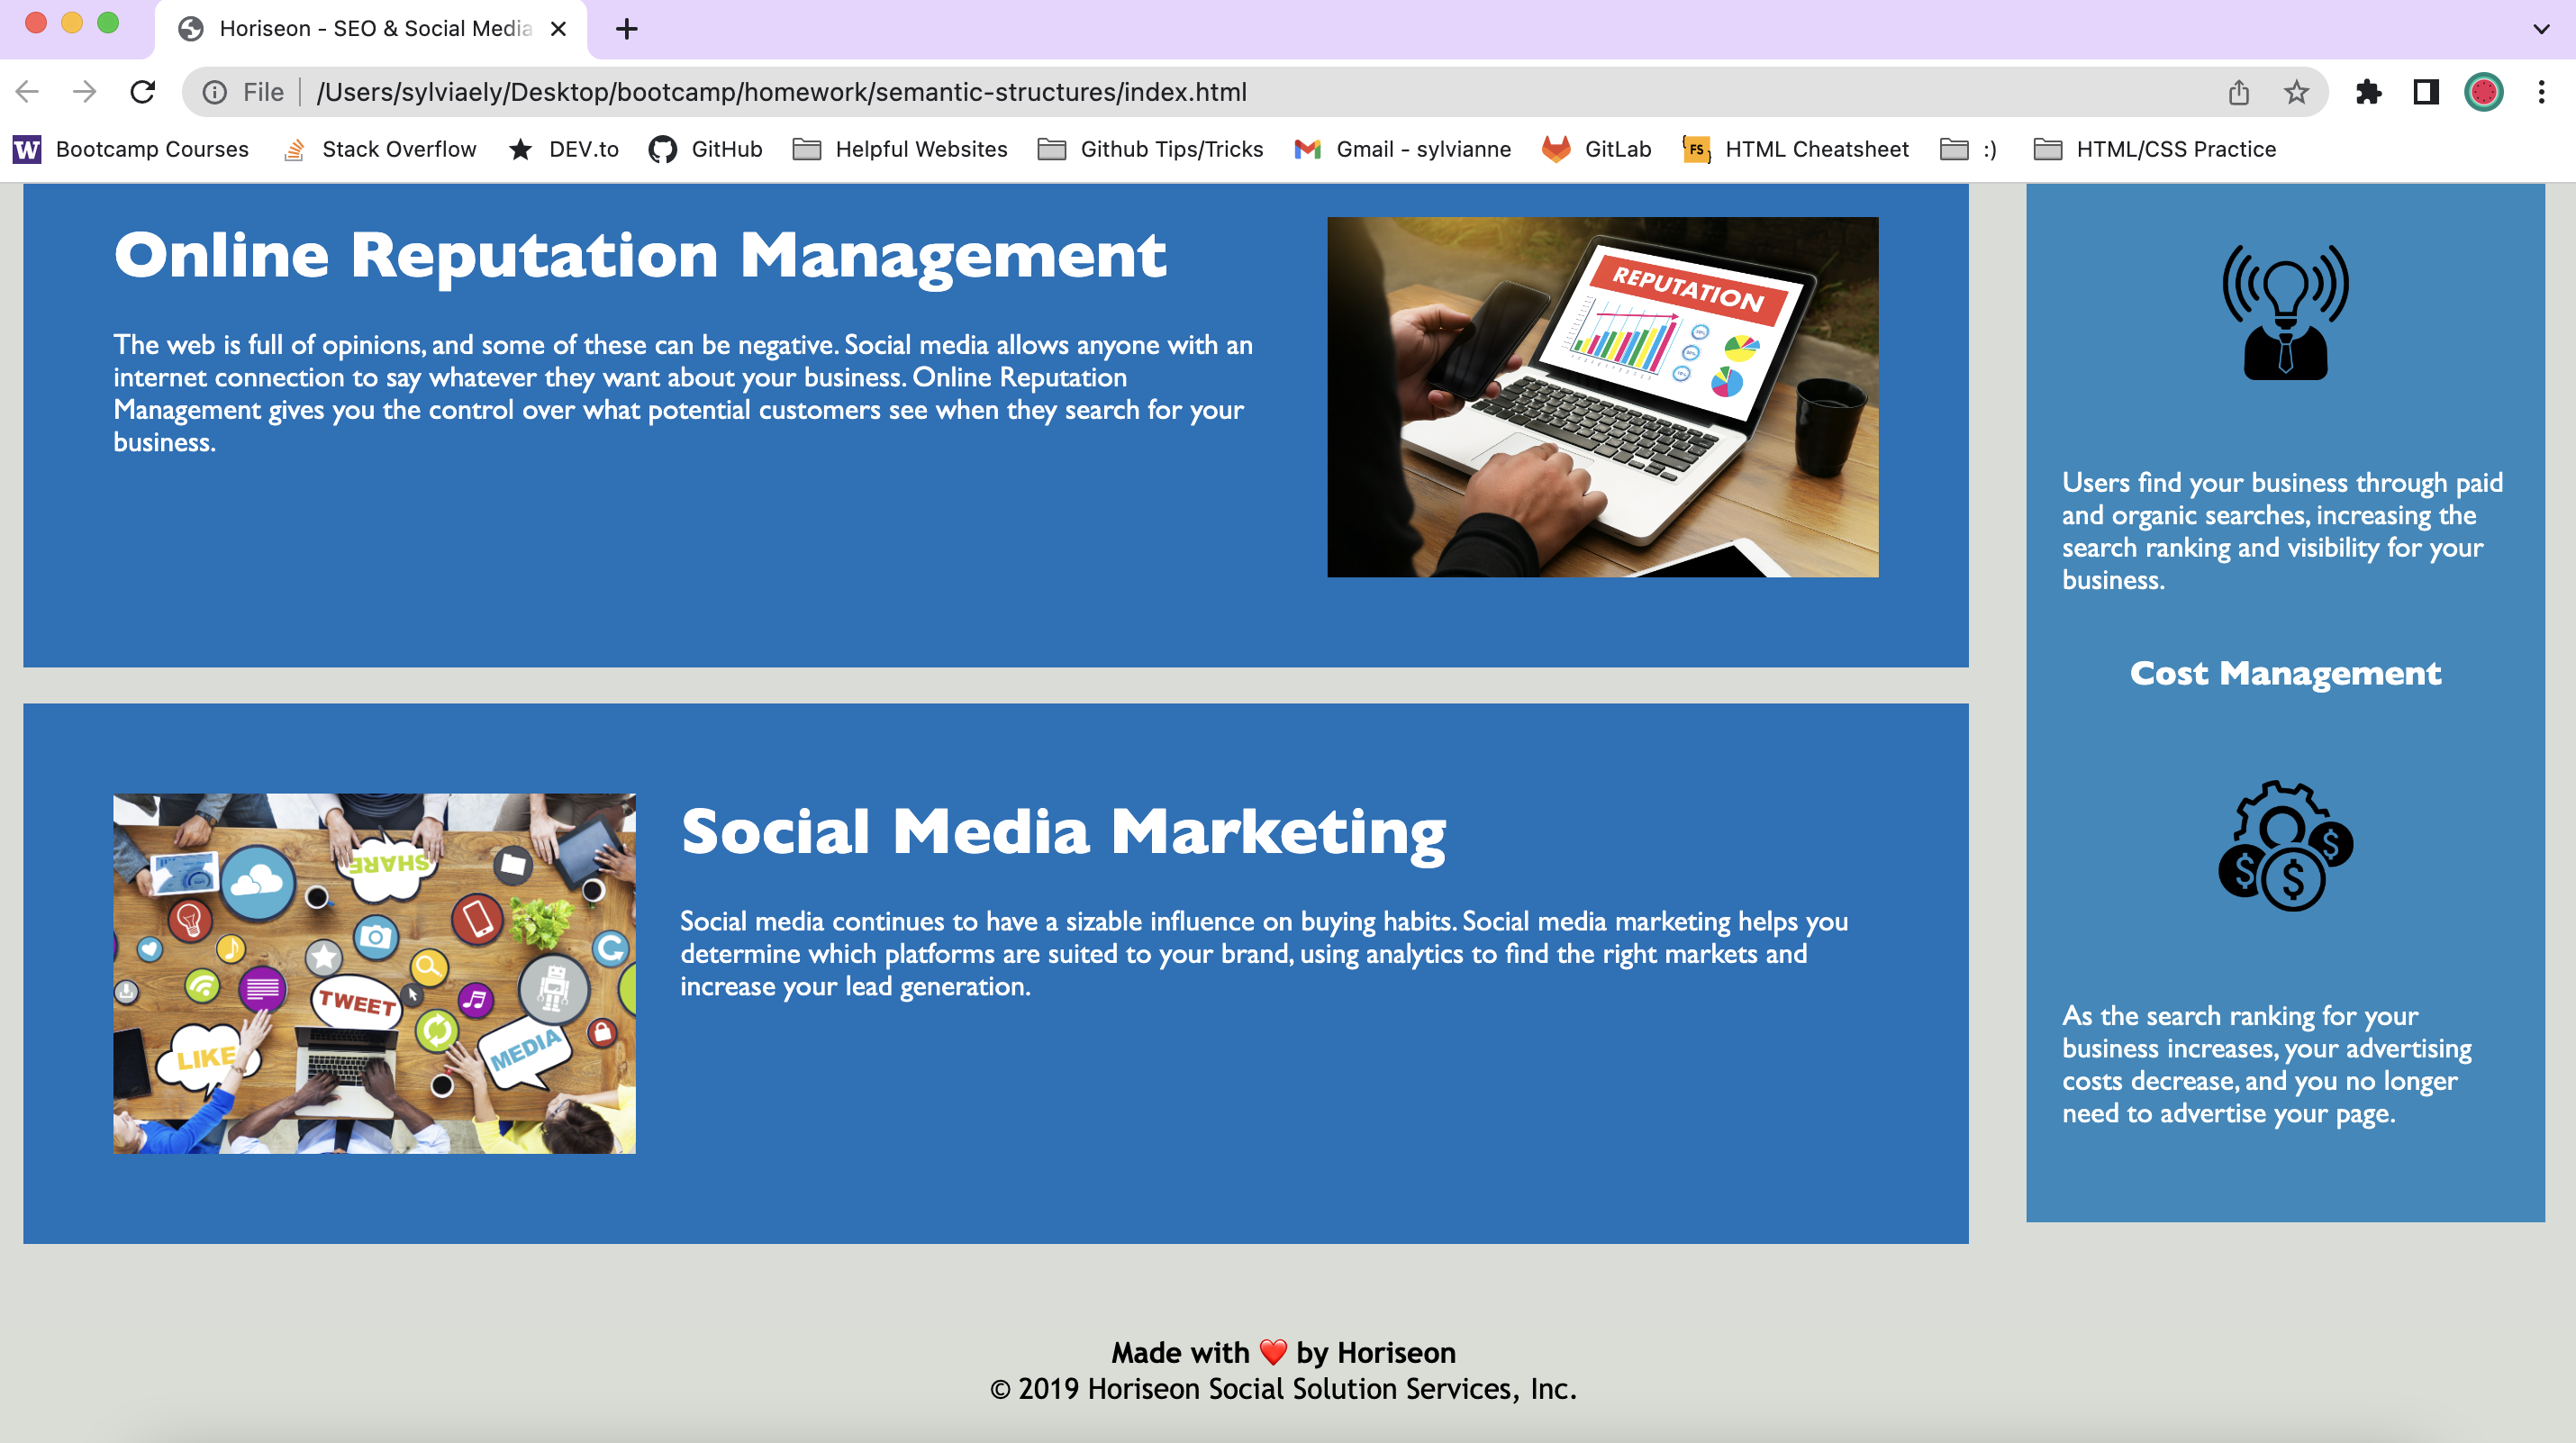 Horiseon - SEO & Social Media
File
/Users/sylviaely/Desktop/bootcamp/homework/semantic-structures/index.html
W Bootcamp Courses
Stack Overflow
DEV.to
GitHub
Helpful Websites
Github Tips/Tricks
Gmail - sylvianne
GitLab
FS HTML Cheatsheet
:)
HTML/CSS Practice
Online Reputation Management
The web is full of opinions, and some of these can be negative. Social media allows anyone with an
internet connection to say whatever they want about your business. Online Reputation
Management gives you the control over what potential customers see when they search for your
business.
REPUTATION
Social Media Marketing
Social media continues to have a sizable influence on buying habits. Social media marketing helps you
determine which platforms are suited to your brand, using analytics to find the right markets and
increase your lead generation.
SHARE
TWEET
LIKE
MEDIA
Users find your business through paid
and organic searches, increasing the
search ranking and visibility for your
business.
Cost Management
$ $ $
As the search ranking for your
business increases, your advertising
costs decrease, and you no longer
need to advertise your page.
Made with ❤️ by Horiseon
© 2019 Horiseon Social Solution Services, Inc.